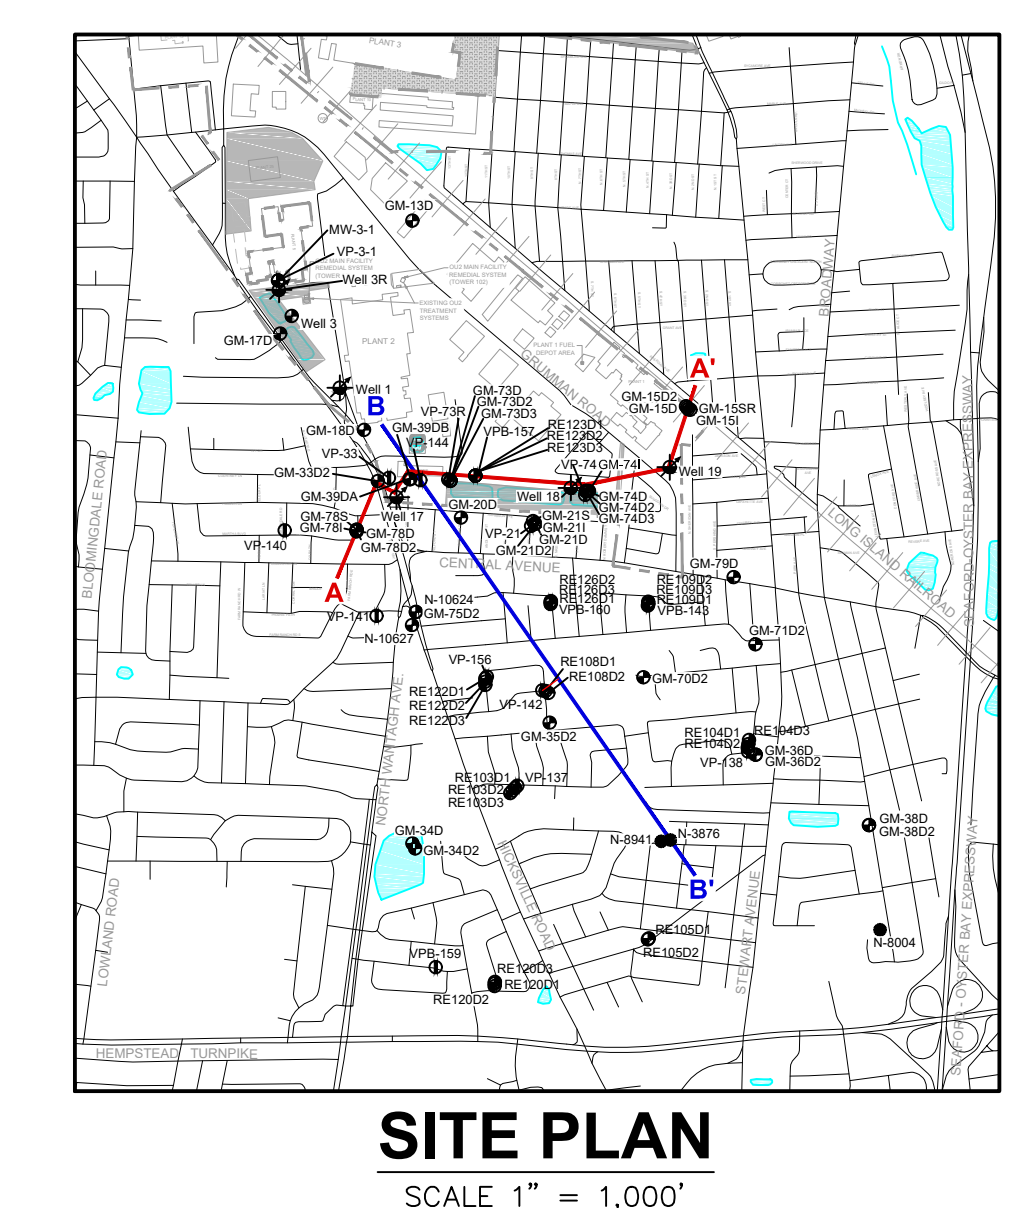 PLANT 3
GM-13D
MW-3-1
VP-3-1
OU2 MAIN FACILITY
REMEDIAL SYSTEM
(TOWER
Well 3R
OU2 MAIN FACILITY
REMEDIAL SYSTEM
(TOWER 102)
EXISTING OU2
TREATMENT
SYSTEMS
Well 3
GM-17D
PLANT 2
PLANT 1 FUEL
DEPOT AREA
GRUMMAN ROAD
BROADWAY
A'
Well 1
B
GM-18D
GM-15D2
GM-15D
GM-15SR
GM-15I
GM-73D
GM-73D2
GM-73D3
VP-73R
GM-39DB
VP-144
VPB-157
RE123D1
RE123D2
RE123D3
VP-33
GM-33D2
GM-39DA
VP-74
GM-74I
Well 19
Well 18
GM-74D
GM-74D2
GM-74D3
Well 17
GM-20D
GM-21S
GM-21I
GM-21D
VP-21
GM-21D2
GM-78S
GM-78I
GM-78D
GM-78D2
VP-140
CENTRAL AVENUE
GM-79D
LONG ISLAND RAILROAD
BLOOMINGDALE ROAD
SEAFORD-OYSTER BAY EXPRESSWAY
A
RE126D2
RE126D3
RE126D1
VPB-160
RE109D2
RE109D3
RE109D1
VPB-143
N-10624
GM-75D2
VP-141
N-10627
GM-71D2
VP-156
RE108D1
RE108D2
GM-70D2
RE122D1
RE122D2
RE122D3
VP-142
GM-35D2
NORTH WANTAGH AVE.
RE104D1
RE104D2
RE104D3
VP-138
GM-36D
GM-36D2
RE103D1
RE103D2
RE103D3
VP-137
GM-34D
GM-34D2
N-8941
N-3876
GM-38D
GM-38D2
B'
HICKSVILLE ROAD
LOWLAND ROAD
STEWART AVENUE
SEAFORD - OYSTER BAY EXPRESSWAY
RE105D1
RE105D2
N-8004
VPB-159
RE120D3
RE120D1
RE120D2
HEMPSTEAD TURNPIKE
SITE PLAN
SCALE 1" = 1,000'